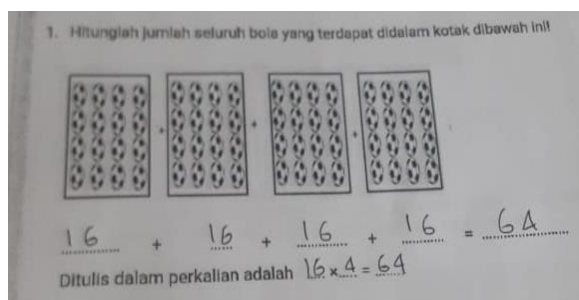 1. Hitunglah jumlah seluruh bola yang terdapat didalam kotak dibawah ini!
+ + +
16 + 16 + 16 + 16 = 64
Ditulis dalam perkalian adalah 16 x 4 = 64